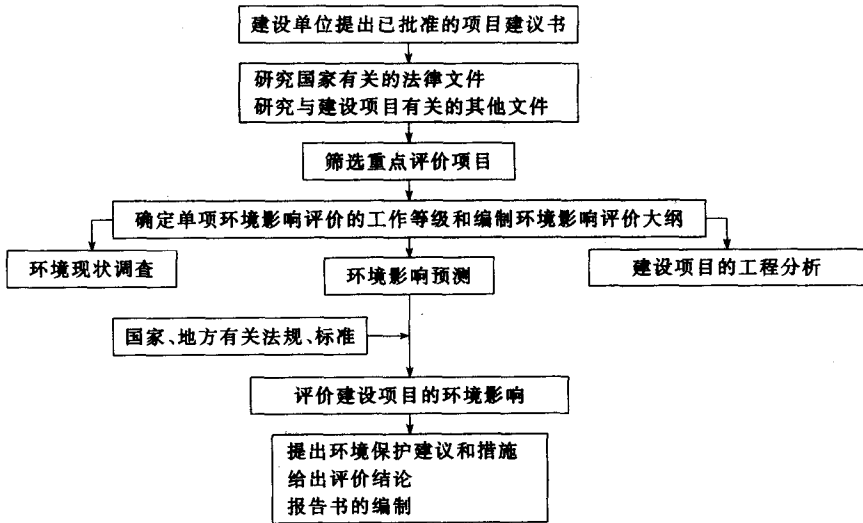 建设单位提出已批准的项目建议书
研究国家有关的法律文件
研究与建设项目有关的其他文件
筛选重点评价项目
确定单项环境影响评价的工作等级和编制环境影响评价大纲
环境现状调查
环境影响预测
建设项目的工程分析
国家、地方有关法规、标准
评价建设项目的环境影响
提出环境保护建议和措施
给出评价结论
报告书的编制